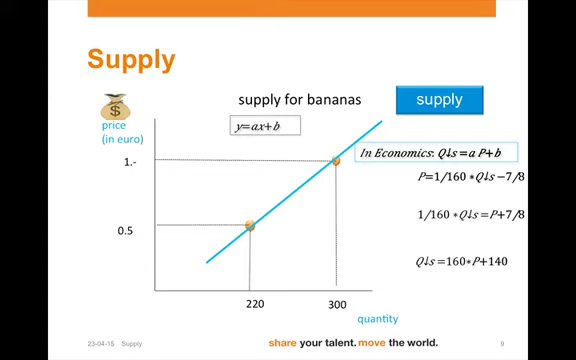 Supply
supply for bananas
supply
$
price
(in euro)
y=ax+b
In Economics: Q↓s=a P+b
P=1/160*Q↓s−7/8
1.-
1/160*Q↓s=P+7/8
0.5
Q↓s=160*P+140
220
300
quantity
23-04-15 Supply
share your talent. move the world.
9